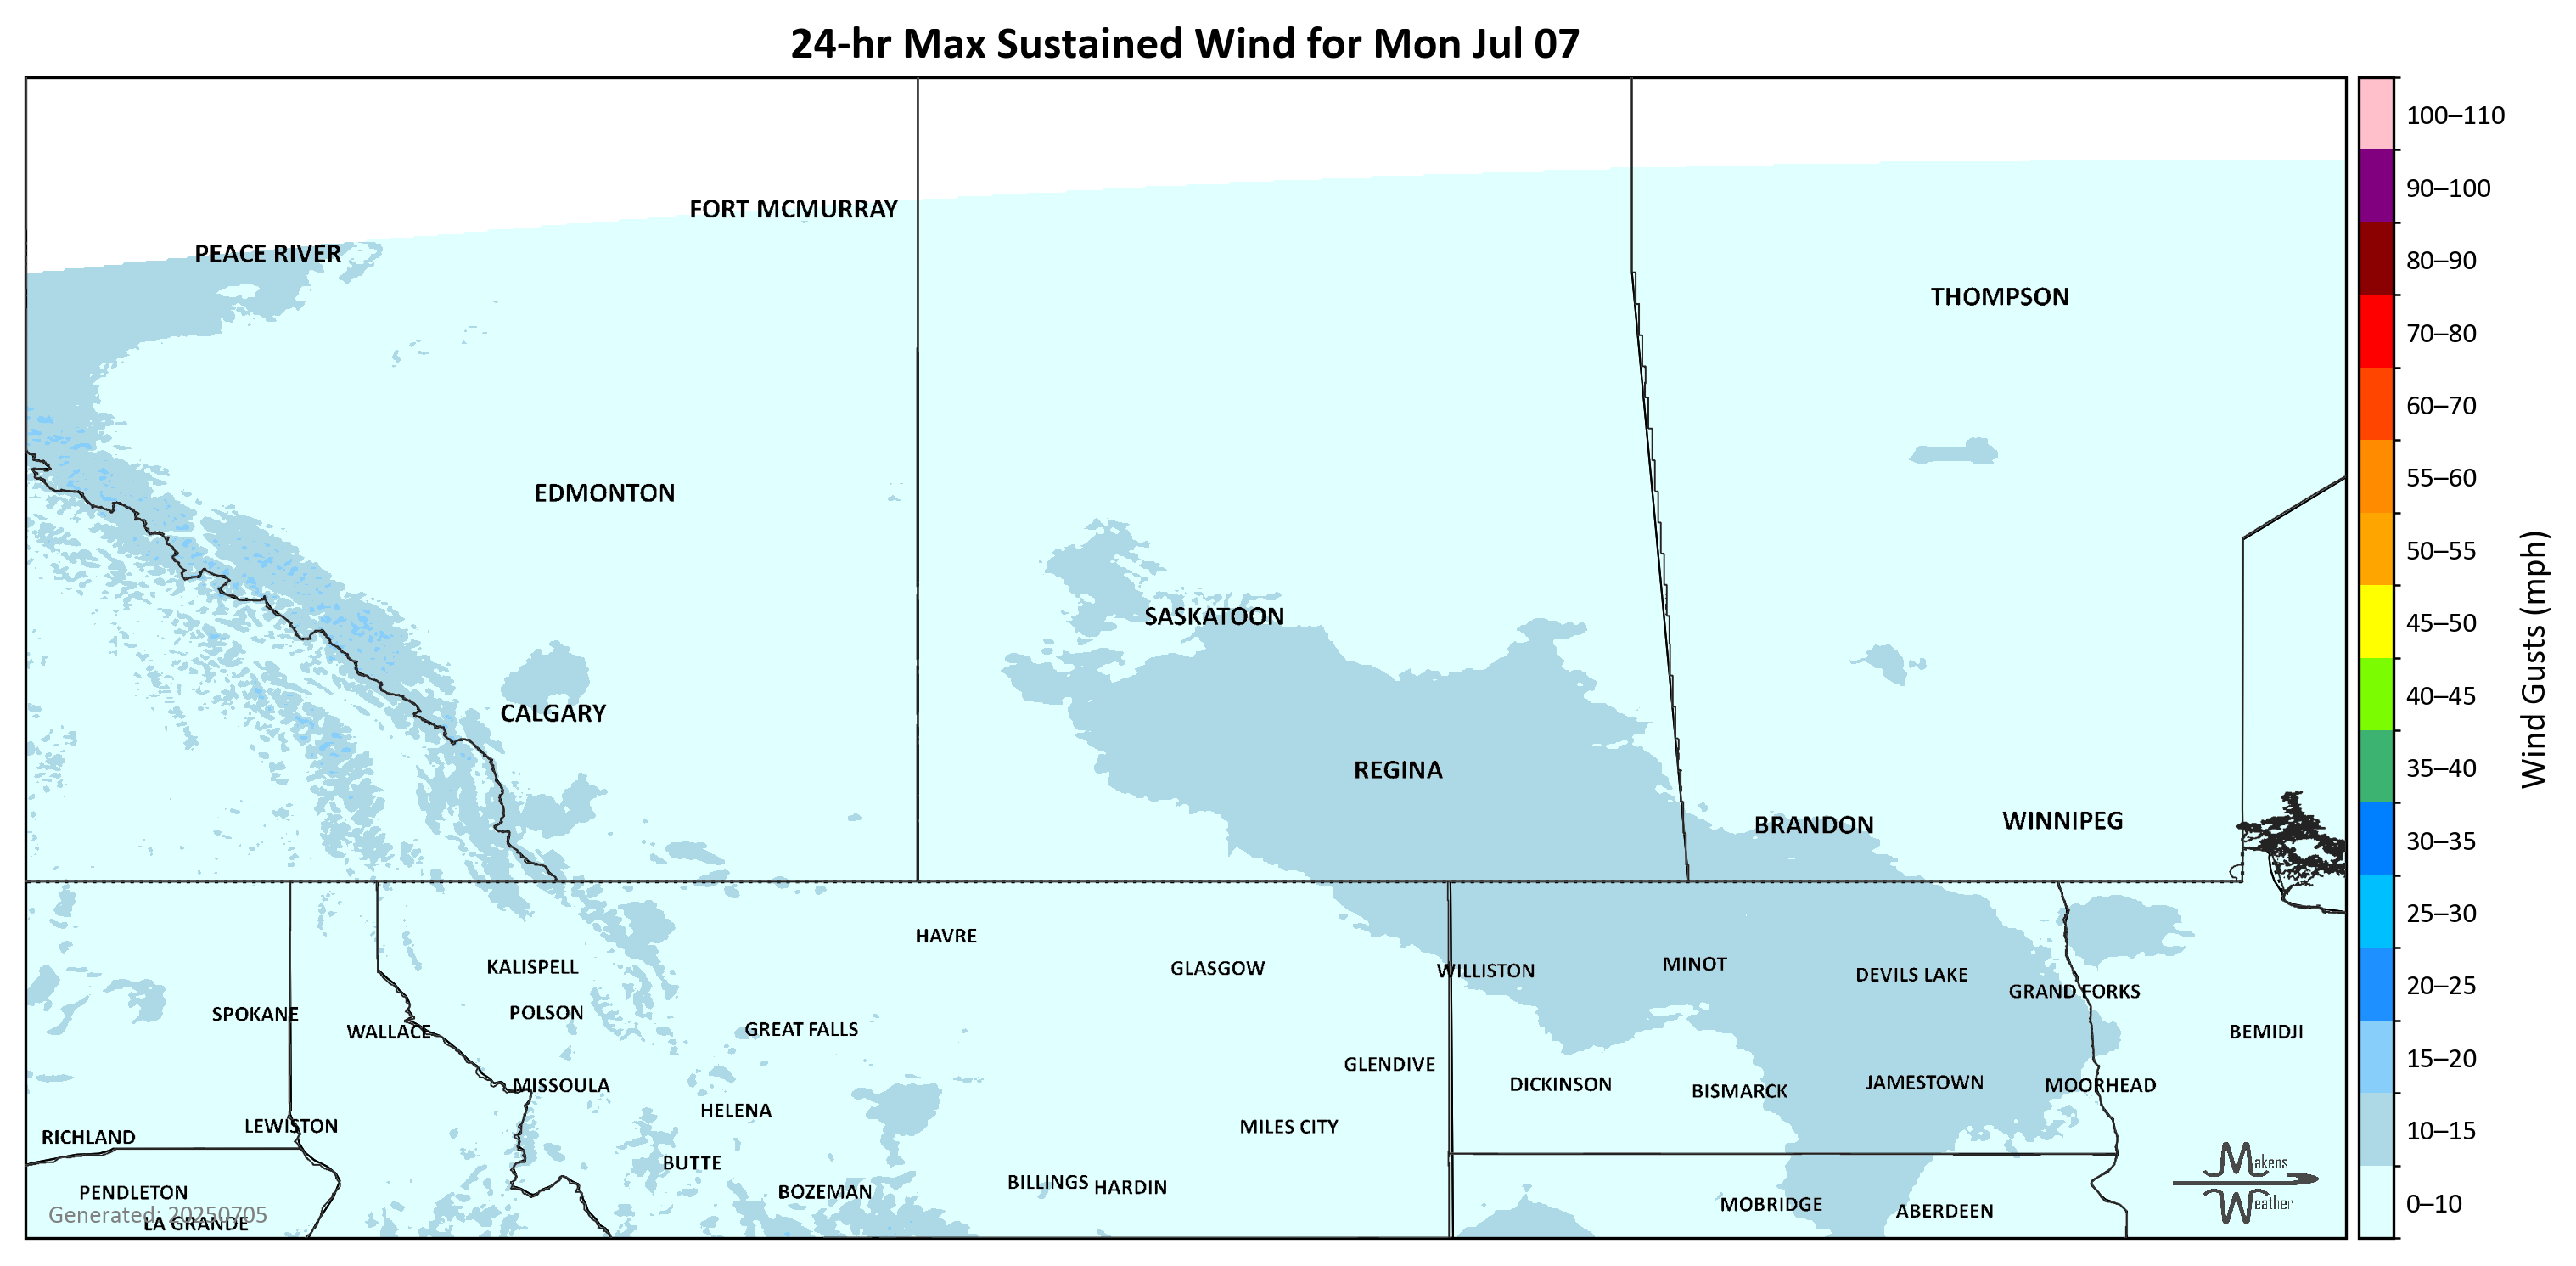 24-hr Max Sustained Wind for Mon Jul 07
100–110
FORT MCMURRAY
90–100
PEACE RIVER
80–90
THOMPSON
70–80
60–70
EDMONTON
55–60
50–55
SASKATOON
45–50
Wind Gusts (mph)
CALGARY
40–45
REGINA
35–40
BRANDON
WINNIPEG
30–35
HAVRE
25–30
KALISPELL
GLASGOW
WILLISTON
MINOT
DEVILS LAKE
GRAND FORKS
20–25
SPOKANE
POLSON
WALLACE
GREAT FALLS
BEMIDJI
15–20
GLENDIVE
MISSOULA
DICKINSON
BISMARCK
JAMESTOWN
MOORHEAD
HELENA
LEWISTON
MILES CITY
10–15
RICHLAND
BUTTE
Makens
Weather
PENDLETON
BOZEMAN
BILLINGS
HARDIN
MOBRIDGE
ABERDEEN
0–10
Generated: 20250705
LA GRANDE